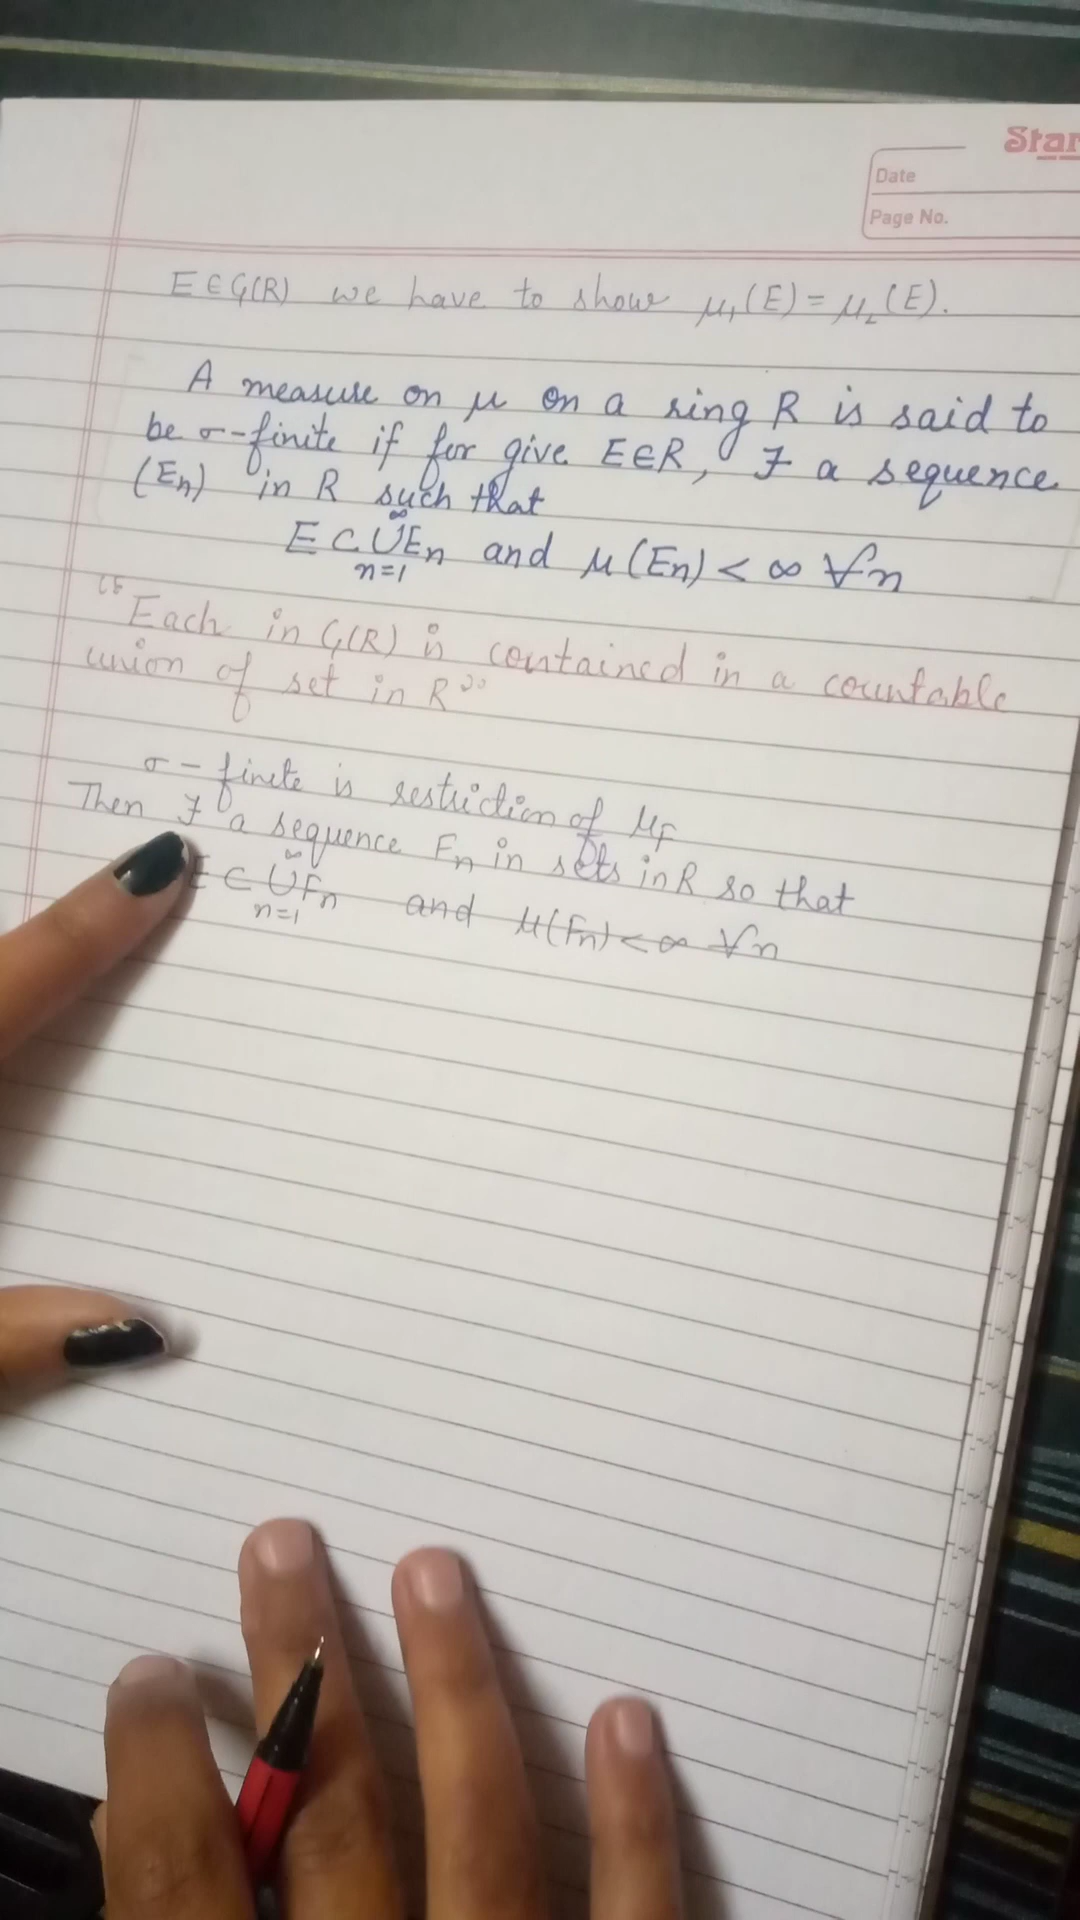 Star
Date
Page No.
E ∈ G(R) we have to show μ₁(E) = μ₂(E).
A measure on μ on a ring R is said to
be σ-finite if for give E∈R, ∃ a sequence
(En) in R such that
E ⊂ ∞∪n=1 En and μ(En) < ∞ ∀n
"Each in G(R) is contained in a countable
union of set in R"
σ - finite is restriction of μF
Then ∃ a sequence Fn in sets in R so that
E ⊂ ∞∪n=1 Fn and μ(Fn) < ∞ ∀n